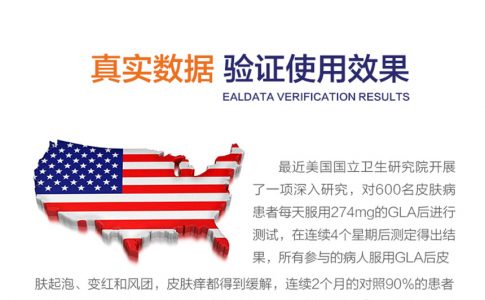 真实数据 验证使用效果
EALDATA VERIFICATION RESULTS
最近美国国立卫生研究院开展
了一项深入研究，对600名皮肤病
患者每天服用274mg的GLA后进行
测试，在连续4个星期后测定得出结
果，所有参与的病人服用GLA后皮
肤起泡、变红和风团，皮肤痒都得到缓解，连续2个月的对照90%的患者